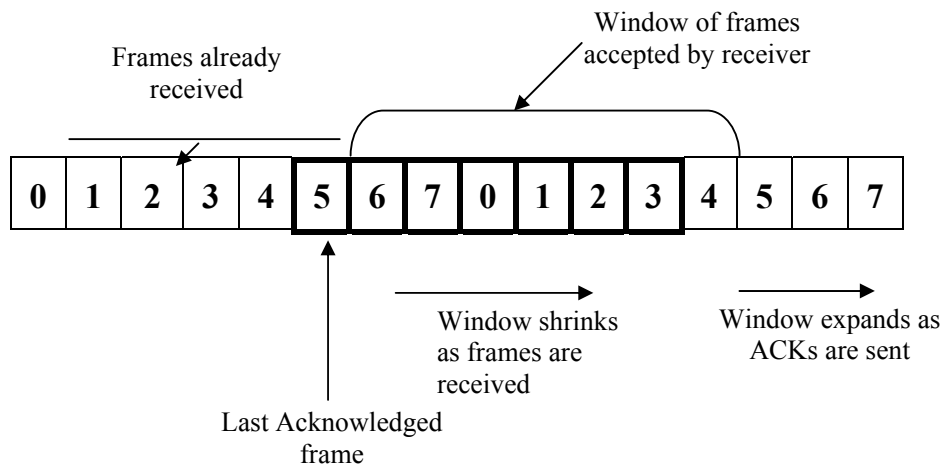 Window of frames
accepted by receiver
Frames already
received
0 1 2 3 4 5 6 7 0 1 2 3 4 5 6 7
Window shrinks
as frames are
received
Window expands as
ACKs are sent
Last Acknowledged
frame